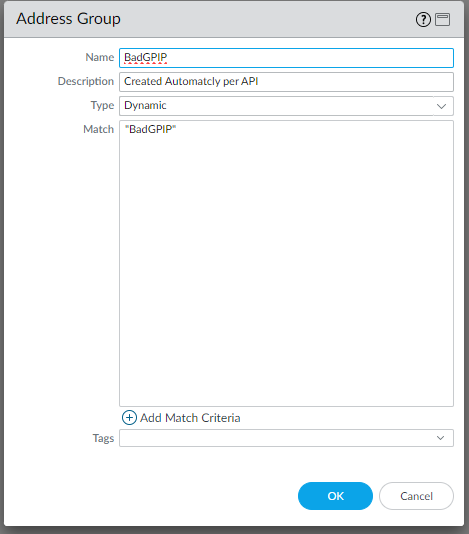 Address Group
?
Name BadGPIP
Description Created Automatcly per API
Type Dynamic
Match "BadGPIP"
Add Match Criteria
Tags
OK Cancel